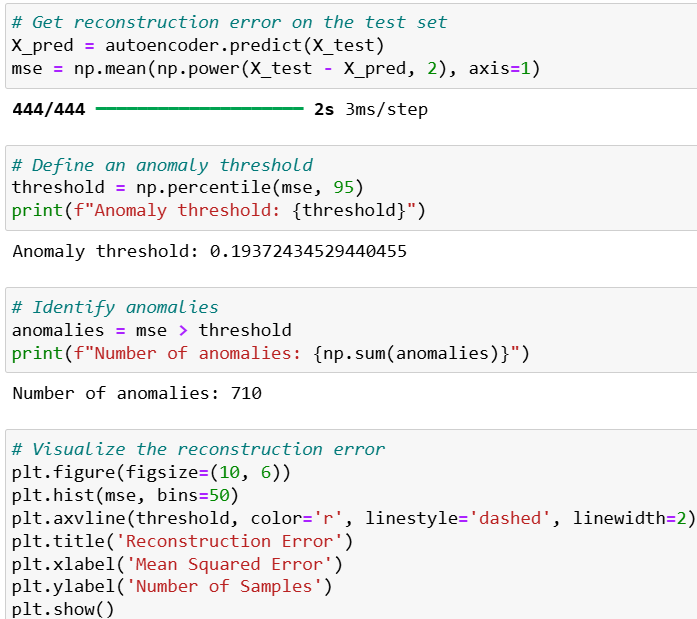 # Get reconstruction error on the test set
X_pred = autoencoder.predict(X_test)
mse = np.mean(np.power(X_test - X_pred, 2), axis=1)
444/444 ━━━━━━━━━━━━━━━━━━━━ 2s 3ms/step
# Define an anomaly threshold
threshold = np.percentile(mse, 95)
print(f"Anomaly threshold: {threshold}")
Anomaly threshold: 0.19372434529440455
# Identify anomalies
anomalies = mse > threshold
print(f"Number of anomalies: {np.sum(anomalies)}")
Number of anomalies: 710
# Visualize the reconstruction error
plt.figure(figsize=(10, 6))
plt.hist(mse, bins=50)
plt.axvline(threshold, color='r', linestyle='dashed', linewidth=2)
plt.title('Reconstruction Error')
plt.xlabel('Mean Squared Error')
plt.ylabel('Number of Samples')
plt.show()